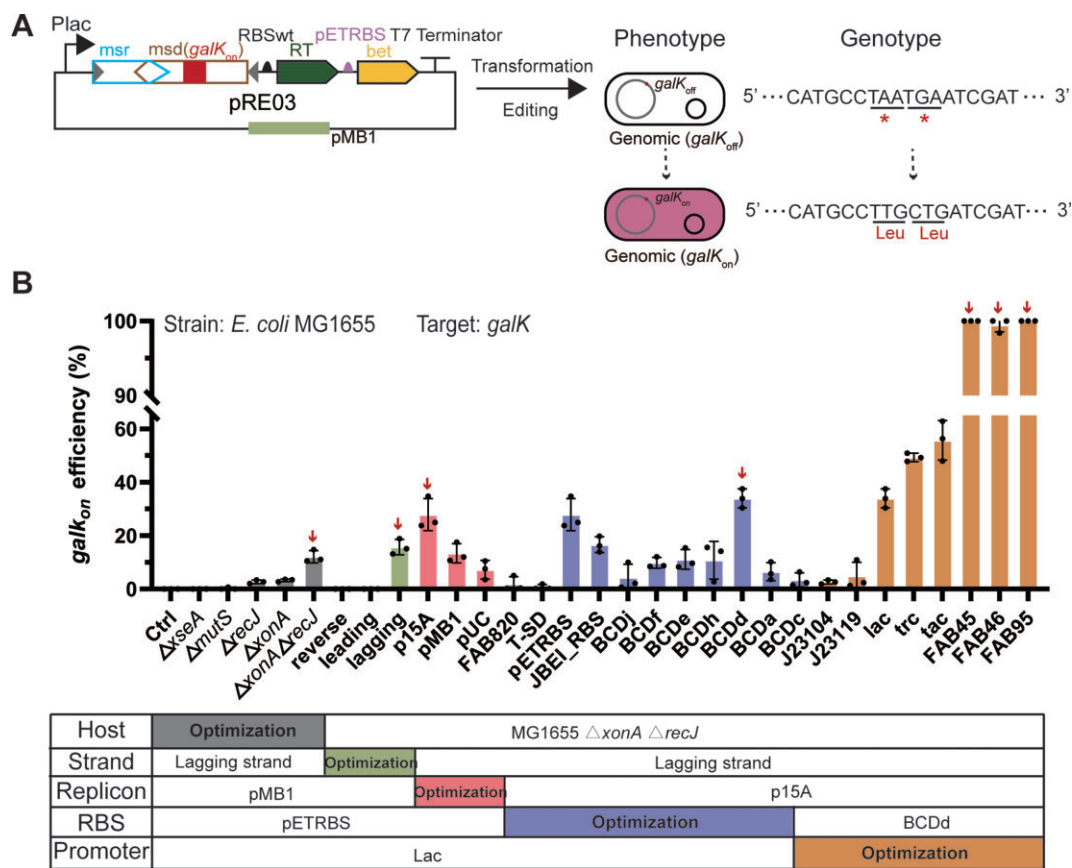 A
Plac
msr
msd(galKon)
RBSwt
RT
pETRBS
bet
T7 Terminator
pRE03
pMB1
Transformation
Editing
Phenotype
Genotype
galKoff
Genomic (galKoff)
5’ ···CATGCCTAATGAATCGAT··· 3’
* *
galKon
Genomic (galKon)
5’ ···CATGCCTTGCTGATCGAT··· 3’
Leu Leu
B
Strain: E. coli MG1655 Target: galK
galkon efficiency (%)
100
90
60
40
20
0
Ctrl
ΔxseA
ΔmutS
ΔrecJ
ΔxonA
ΔxonA ΔrecJ
reverse
leading
lagging
p15A
pMB1
pUC
FAB820
T-SD
pETRBS
JBEI_RBS
BCDj
BCDf
BCDe
BCDh
BCDd
BCDa
BCDc
J23104
J23119
lac
trc
tac
FAB45
FAB46
FAB95
Host Optimization MG1655 △xonA △recJ
Strand Lagging strand Optimization Lagging strand
Replicon pMB1 Optimization p15A
RBS pETRBS Optimization BCDd
Promoter Lac Optimization